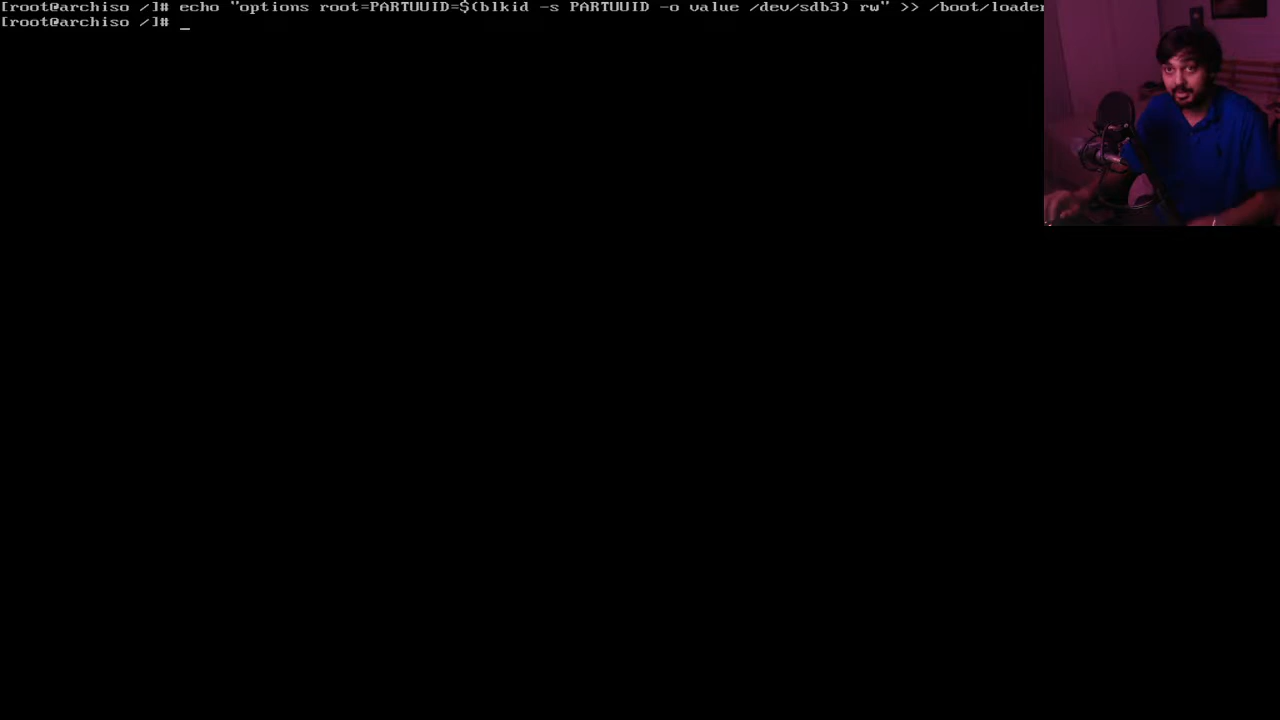 [root@archiso /]# echo "options root=PARTUUID=$(blkid -s PARTUUID -o value /dev/sdb3) rw" >> /boot/loader
[root@archiso /]# _